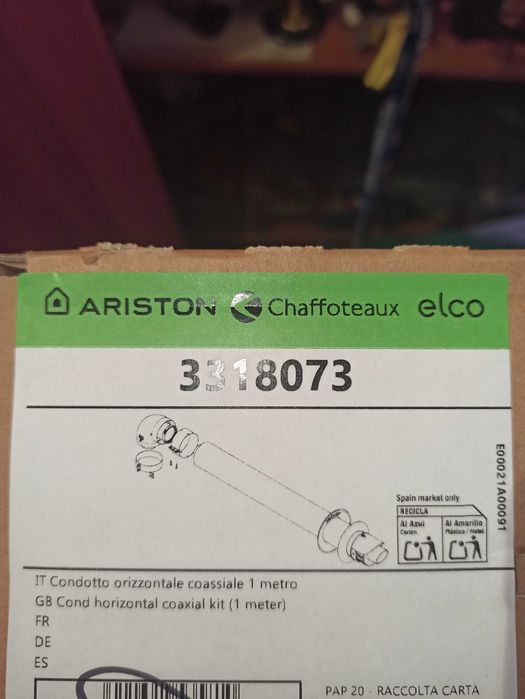 ARISTON Chaffoteaux elco
3318073
E00021A00091
Spain market only
RECICLA
Al Azul
Cartón
Al Amarillo
Plástico / Metal
IT Condotto orizzontale coassiale 1 metro
GB Cond horizontal coaxial kit (1 meter)
FR
DE
ES
PAP 20 - RACCOLTA CARTA